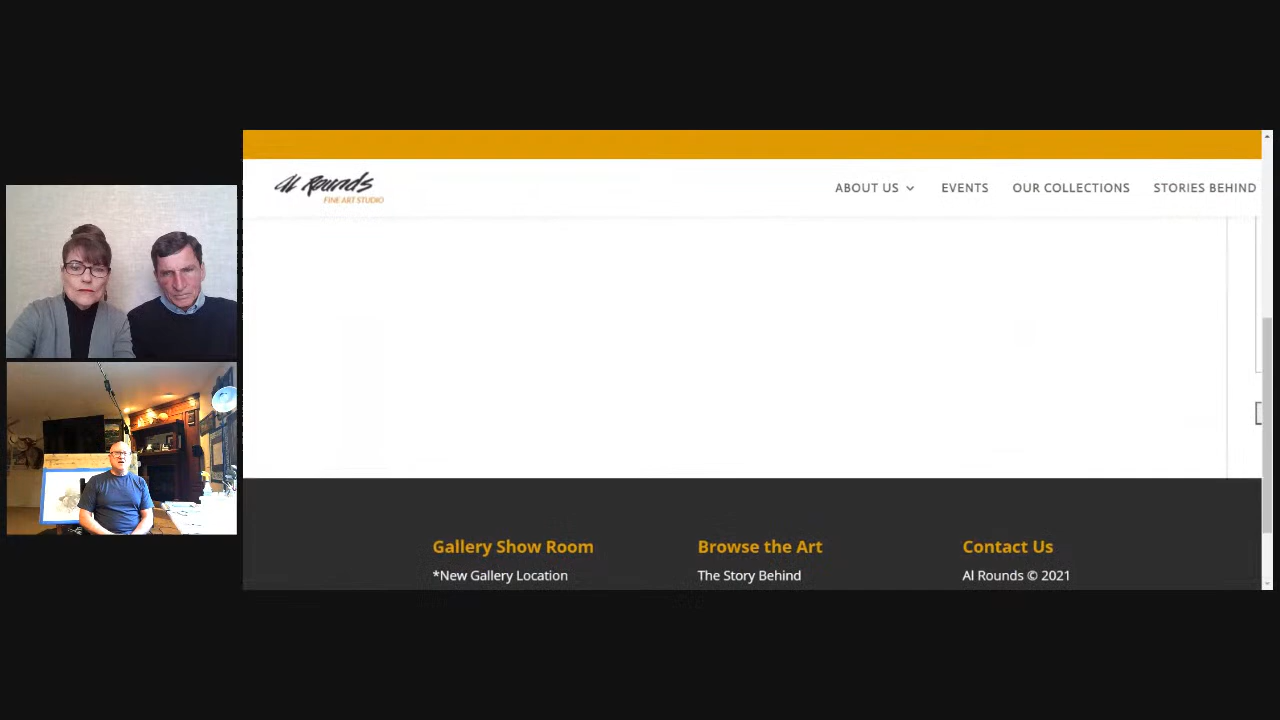 Al Rounds
FINE ART STUDIO
ABOUT US
EVENTS
OUR COLLECTIONS
STORIES BEHIND
Gallery Show Room
Browse the Art
Contact Us
*New Gallery Location
The Story Behind
Al Rounds © 2021